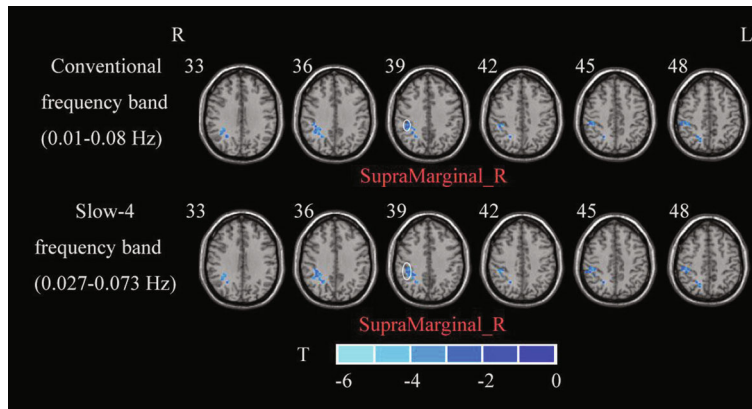 R L
Conventional
frequency band
(0.01-0.08 Hz)
33 36 39 42 45 48
SupraMarginal_R
Slow-4
frequency band
(0.027-0.073 Hz)
33 36 39 42 45 48
SupraMarginal_R
T
-6 -4 -2 0